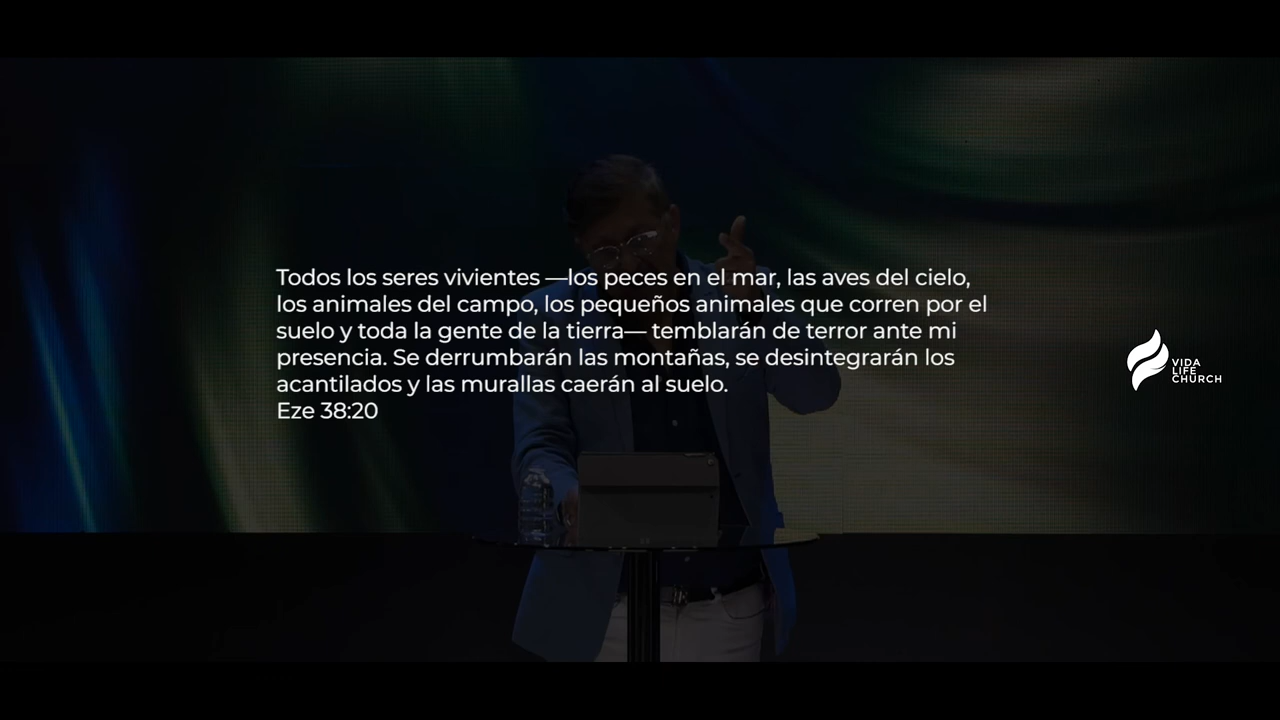 Todos los seres vivientes —los peces en el mar, las aves del cielo,
los animales del campo, los pequeños animales que corren por el
suelo y toda la gente de la tierra— temblarán de terror ante mi
presencia. Se derrumbarán las montañas, se desintegrarán los
acantilados y las murallas caerán al suelo.
Eze 38:20
VIDA
LIFE
CHURCH